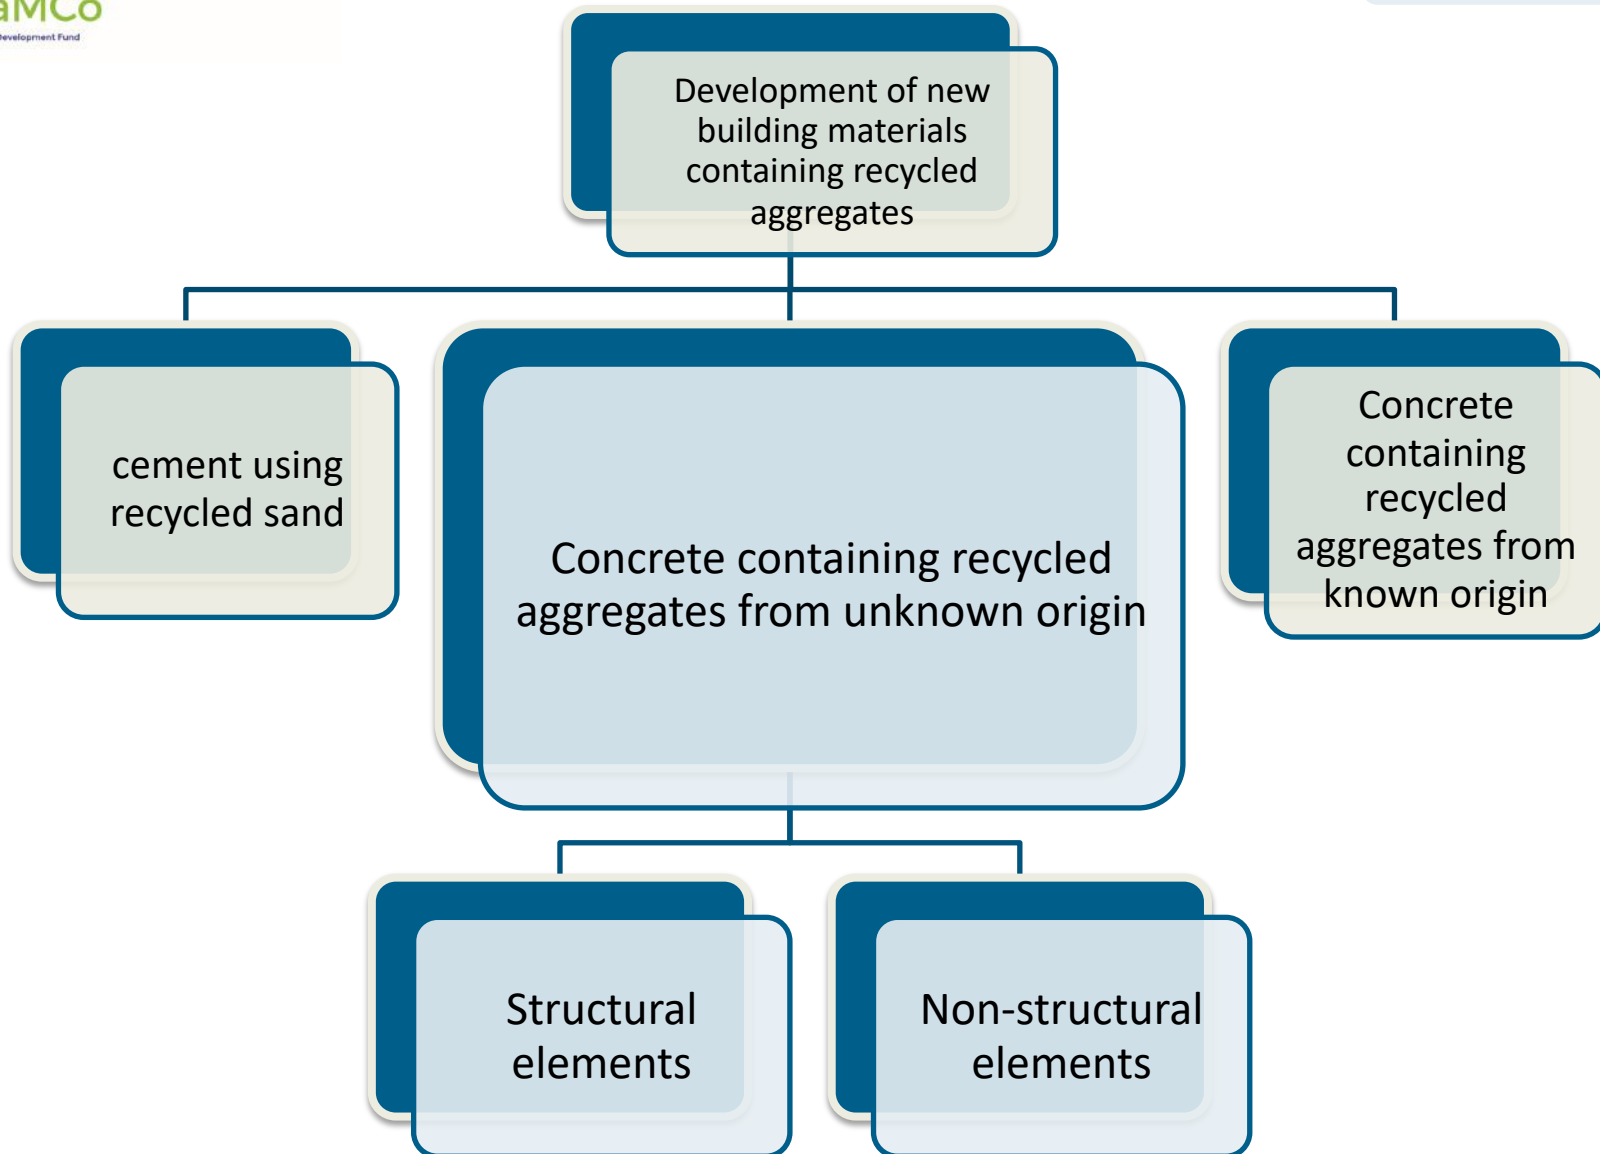 aMCo
Development Fund
Development of new
building materials
containing recycled
aggregates
cement using
recycled sand
Concrete containing recycled
aggregates from unknown origin
Concrete
containing
recycled
aggregates from
known origin
Structural
elements
Non-structural
elements